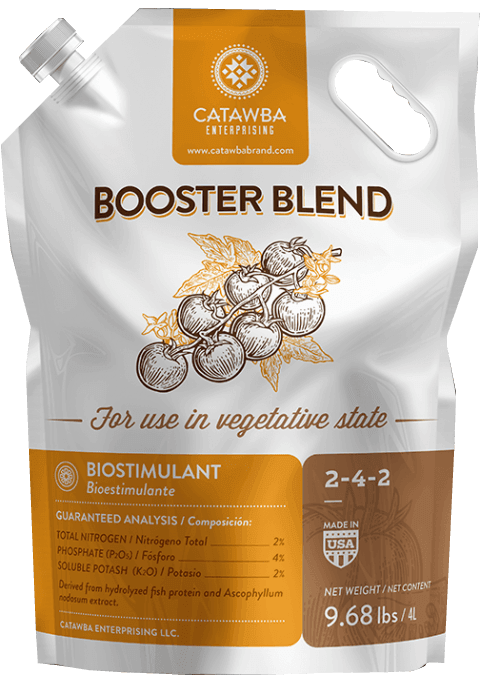 CATAWBA
ENTERPRISING
www.catawbabrand.com
BOOSTER BLEND
For use in vegetative state
BIOSTIMULANT
Bioestimulante
GUARANTEED ANALYSIS / Composición:
TOTAL NITROGEN / Nitrógeno Total 2%
PHOSPHATE (P₂O₅) / Fósforo 4%
SOLUBLE POTASH (K₂O) / Potasio 2%
Derived from hydrolyzed fish protein and Ascophyllum
nodosum extract.
CATAWBA ENTERPRISING LLC.
2-4-2
MADE IN
USA
NET WEIGHT / NET CONTENT
9.68 lbs / 4L